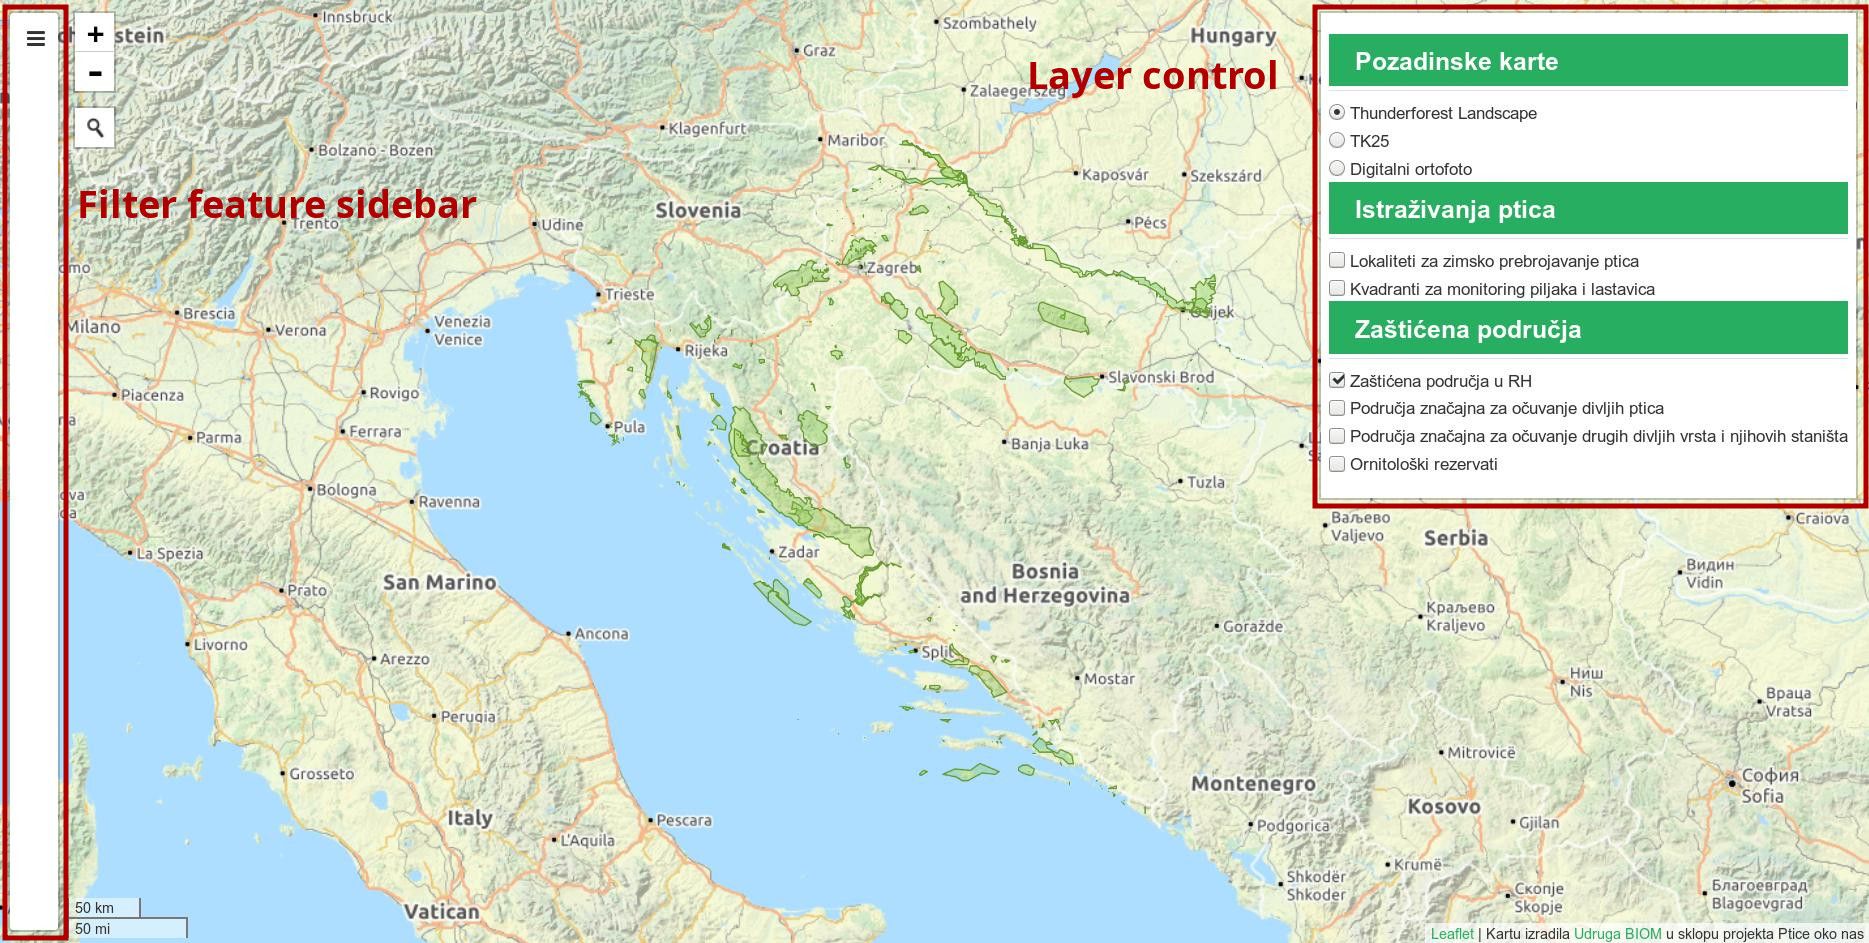 Innsbruck
Szombathely
Hungary
Graz
Layer control
Zalaegerszeg
Klagenfurt
Maribor
Bolzano - Bozen
Kaposvár
Szekszárd
Filter feature sidebar
Trento
Slovenia
Udine
Pécs
Zagreb
Trieste
Osijek
Brescia
Milano
Verona
Venezia
Venice
Rijeka
Slavonski Brod
Piacenza
Rovigo
Pula
Parma
Ferrara
Croatia
Banja Luka
Bologna
Ravenna
Tuzla
La Spezia
Zadar
San Marino
Prato
Bosnia
and Herzegovina
Ваљево
Valjevo
Serbia
Craiova
Видин
Vidin
Краљево
Kraljevo
Goražde
Livorno
Ancona
Arezzo
Split
Mostar
Ниш
Nis
Враца
Vratsa
Perugia
Mitrovicë
Grosseto
Montenegro
Kosovo
София
Sofia
Italy
Pescara
L'Aquila
Podgorica
Gjilan
Krumë
Shkodër
Shkoder
Скопје
Skopje
Благоевград
Blagoevgrad
Vatican
+
-
50 km
50 mi
Pozadinske karte
Thunderforest Landscape
TK25
Digitalni ortofoto
Istraživanja ptica
Lokaliteti za zimsko prebrojavanje ptica
Kvadranti za monitoring piljaka i lastavica
Zaštićena područja
Zaštićena područja u RH
Područja značajna za očuvanje divljih ptica
Područja značajna za očuvanje drugih divljih vrsta i njihovih staništa
Ornitološki rezervati
Leaflet | Kartu izradila Udruga BIOM u sklopu projekta Ptice oko nas